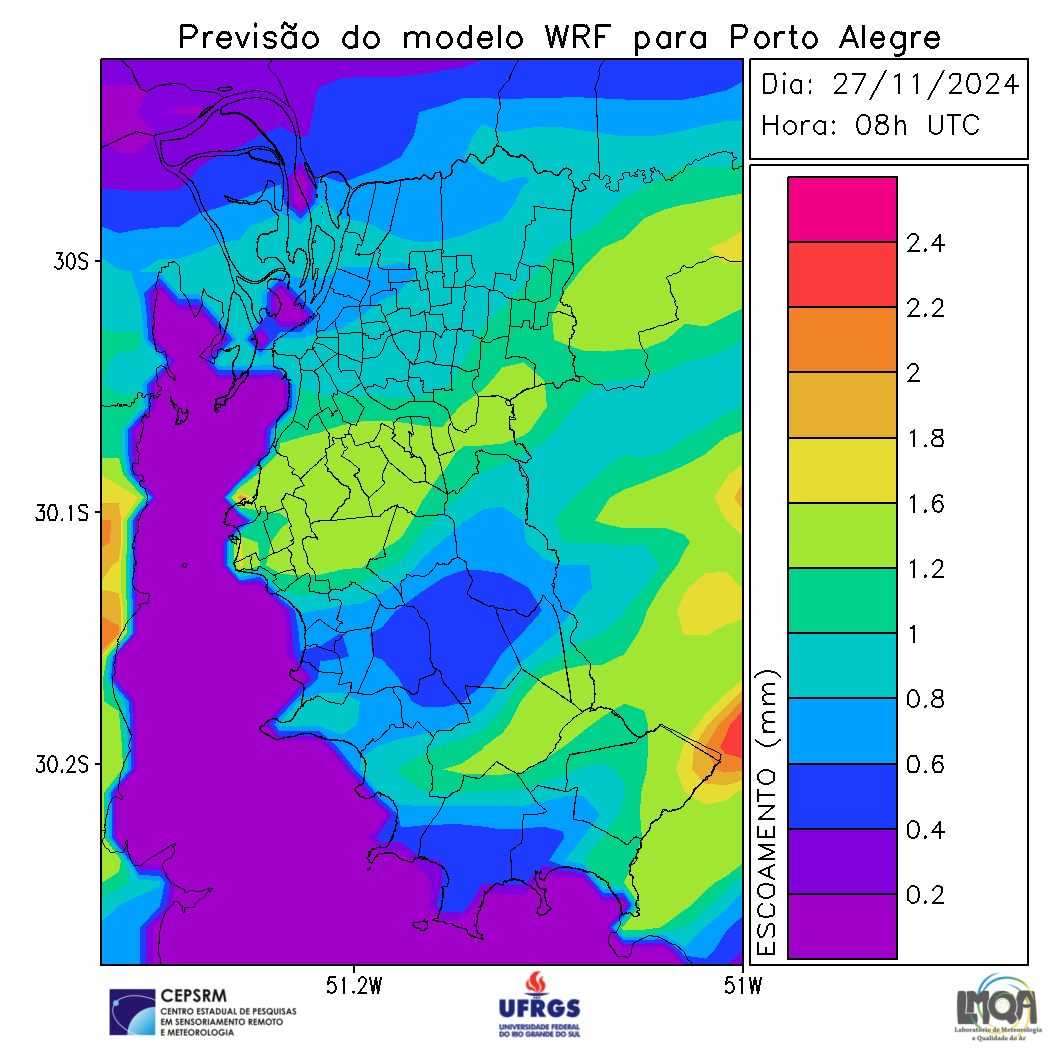 Previsão do modelo WRF para Porto Alegre
Dia: 27/11/2024
Hora: 08h UTC
30S
30.1S
30.2S
51.2W
51W
ESCOAMENTO (mm)
2.4
2.2
2
1.8
1.6
1.2
1
0.8
0.6
0.4
0.2
CEPSRM
CENTRO ESTADUAL DE PESQUISAS
EM SENSORIAMENTO REMOTO
E METEOROLOGIA
UFRGS
UNIVERSIDADE FEDERAL
DO RIO GRANDE DO SUL
LMQA
Laboratório de Meteorologia
e Qualidade do Ar